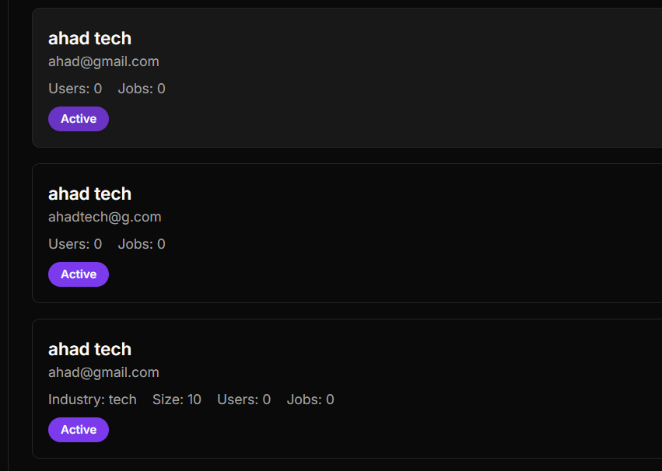 ahad tech
ahad@gmail.com
Users: 0 Jobs: 0
Active
ahad tech
ahadtech@g.com
Users: 0 Jobs: 0
Active
ahad tech
ahad@gmail.com
Industry: tech Size: 10 Users: 0 Jobs: 0
Active